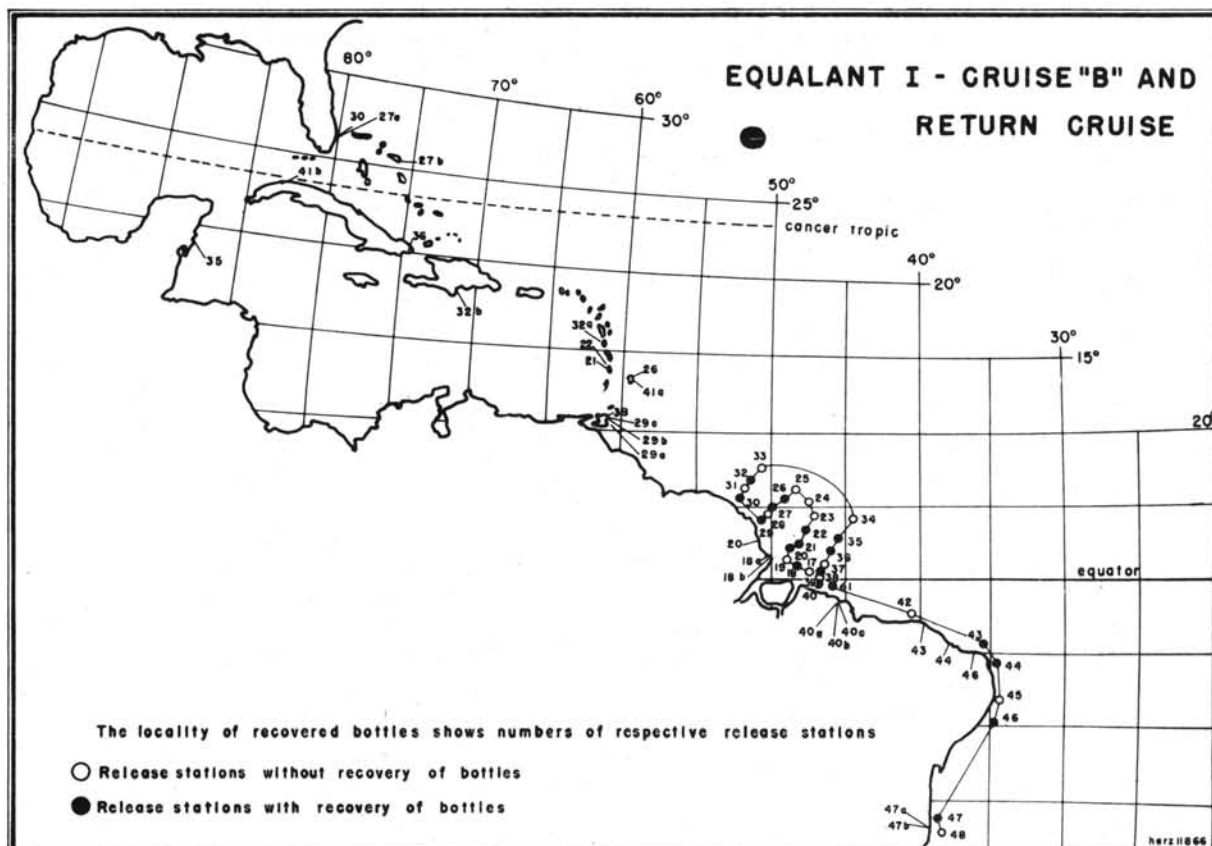 EQUALANT I - CRUISE "B" AND
RETURN CRUISE
80°
70°
60°
30°
50°
25°
cancer tropic
40°
20°
30°
15°
20°
30
27a
27b
41b
36
35
32b
32a
22
21
26
41a
38
29c
29b
29a
33
32
31
30
29
28
27
26
25
24
23
22
21
20
19
18
17
34
35
36
37
38
39
40
61
20
18a
18b
equator
42
43
44
45
46
40a
40b
40c
43
44
46
47a
47b
47
48
The locality of recovered bottles shows numbers of respective release stations
Release stations without recovery of bottles
Release stations with recovery of bottles
herz11866